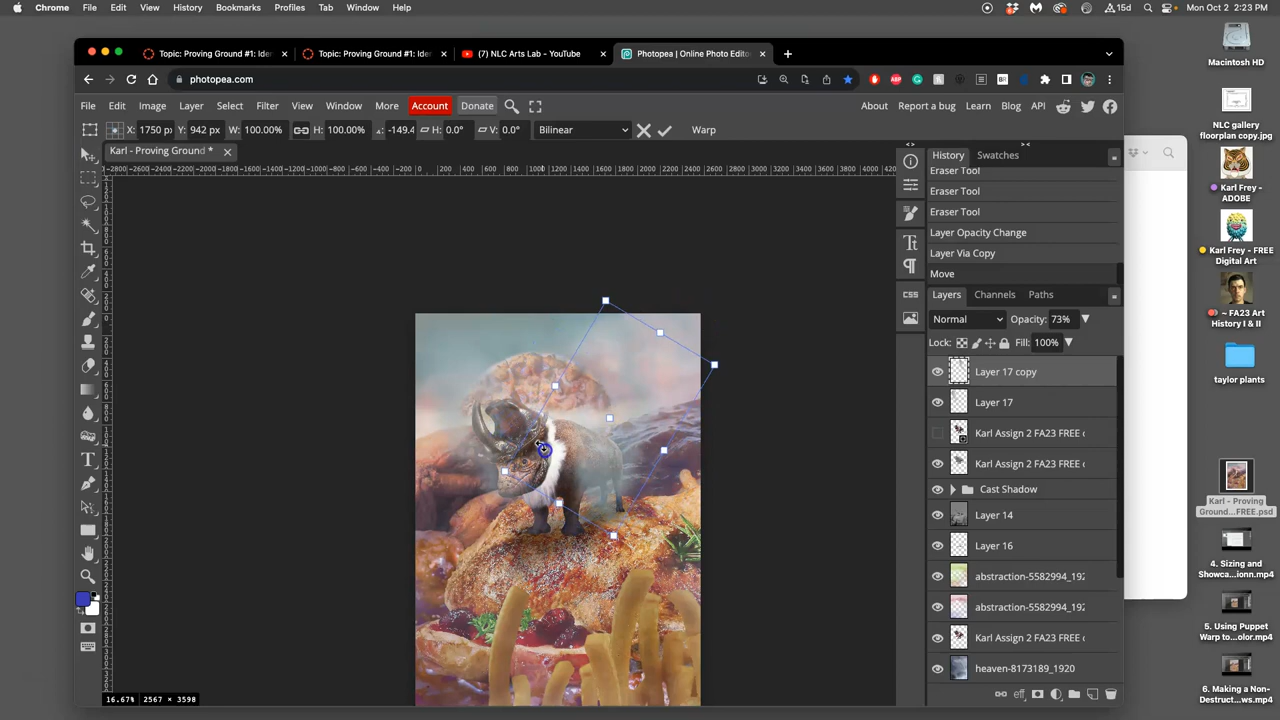 Chrome File Edit View History Bookmarks Profiles Tab Window Help 15d Mon Oct 2 2:23 PM
Topic: Proving Ground #1: Ider Topic: Proving Ground #1: Ider (7) NLC Arts Lab - YouTube Photopea | Online Photo Edito
photopea.com
File Edit Image Layer Select Filter View Window More Account Donate About Report a bug Learn Blog API
X: 1750 px Y: 942 px W: 100.00% H: 100.00% -149.4 H: 0.0° V: 0.0° Bilinear Warp
Karl - Proving Ground *
History Swatches
Eraser Tool
Eraser Tool
Eraser Tool
Layer Opacity Change
Layer Via Copy
Move
CSS
Layers Channels Paths
Normal Opacity: 73%
Lock: Fill: 100%
Layer 17 copy
Layer 17
Karl Assign 2 FA23 FREE c
Karl Assign 2 FA23 FREE c
Cast Shadow
Layer 14
Layer 16
abstraction-5582994_192
abstraction-5582994_192
Karl Assign 2 FA23 FREE c
heaven-8173189_1920
16.67% 2567 × 3598
Macintosh HD
NLC gallery
floorplan copy.jpg
Karl Frey -
ADOBE
Karl Frey - FREE
Digital Art
~ FA23 Art
History I & II
taylor plants
Karl - Proving
Ground...FREE.psd
4. Sizing and
Showca...ionn.mp4
5. Using Puppet
Warp to...olor.mp4
6. Making a Non-
Destruct...ws.mp4